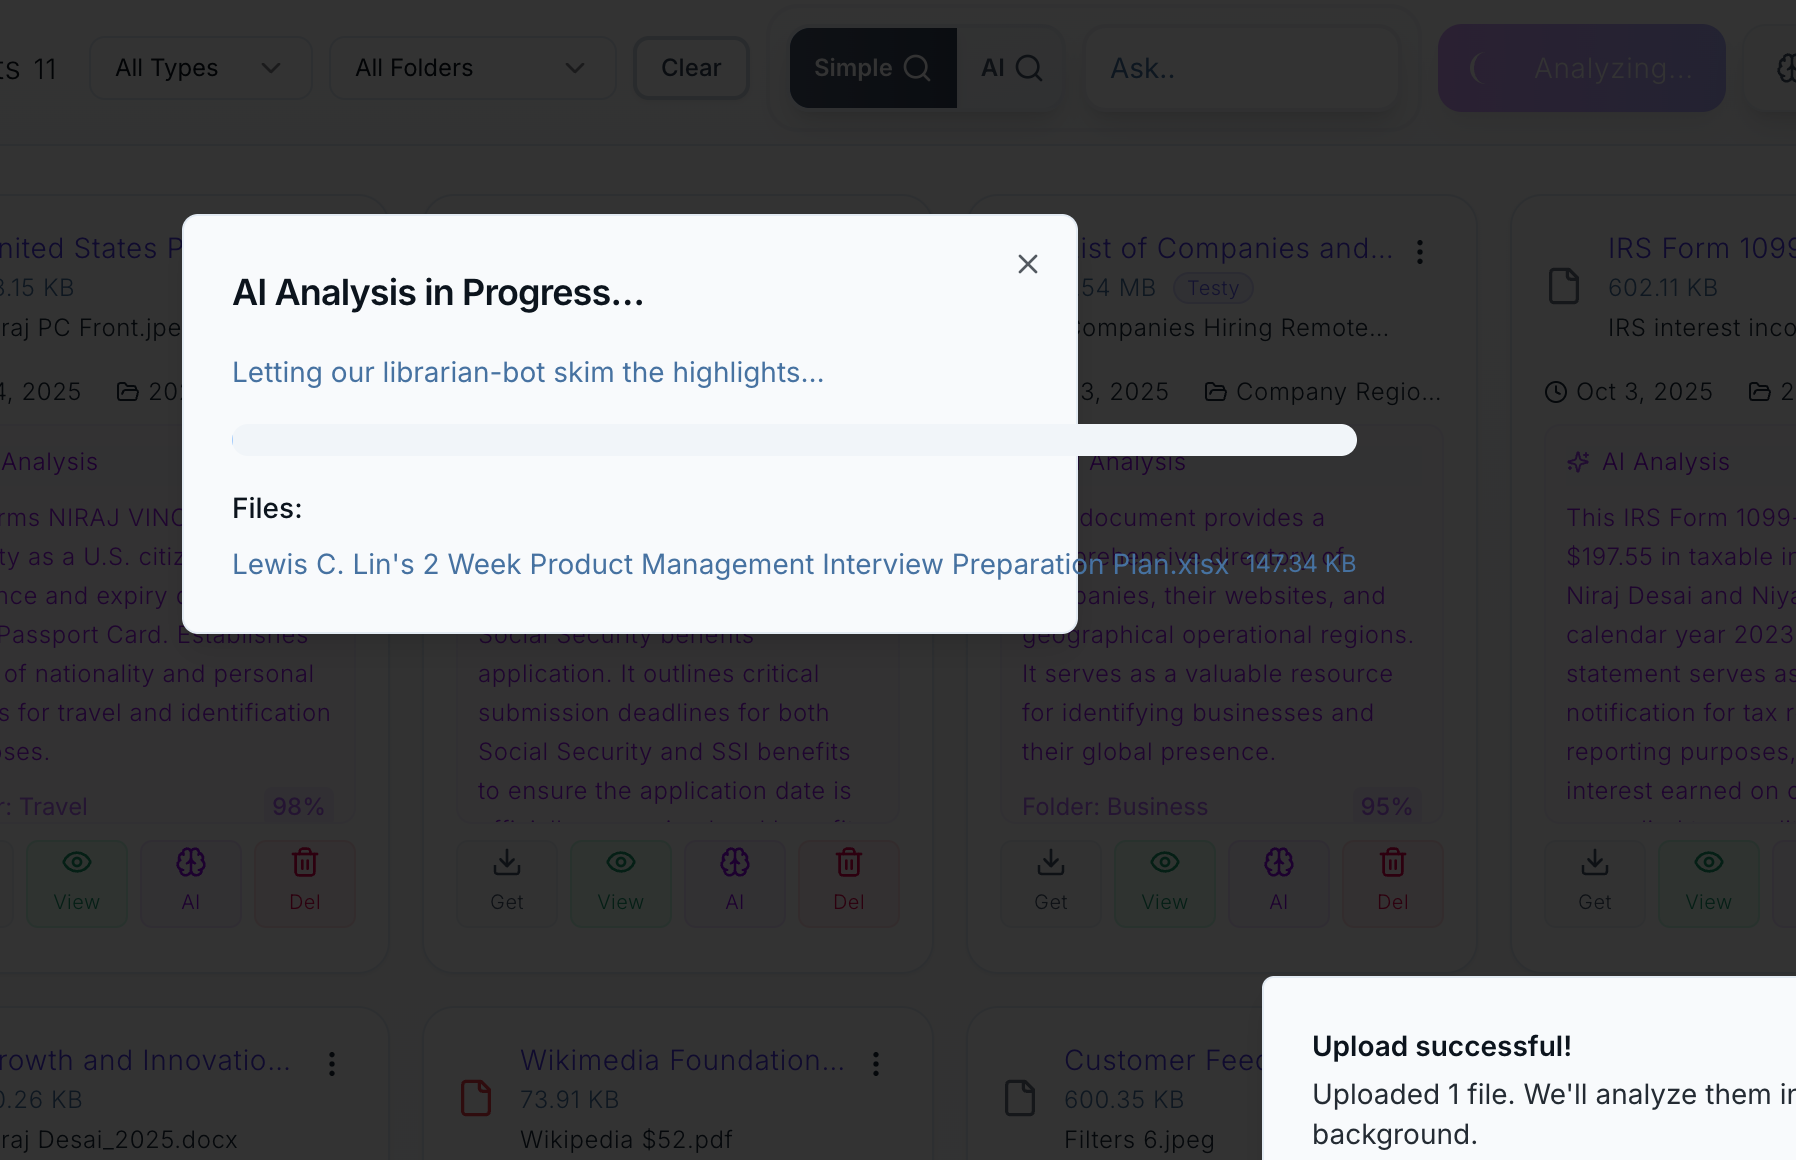 ts 11
All Types
All Folders
Clear
Simple
AI
Ask..
Analyzing...
nited States P
3.15 KB
raj PC Front.jpe
4, 2025
20
Analysis
rms NIRAJ VINC
ty as a U.S. citiz
nce and expiry
Passport Card. Establishes
of nationality and personal
s for travel and identification
oses.
r: Travel
98%
View
AI
Del
AI Analysis in Progress...
Letting our librarian-bot skim the highlights...
Files:
Lewis C. Lin's 2 Week Product Management Interview Preparation Plan.xlsx 147.34 KB
Social Security benefits
application. It outlines critical
submission deadlines for both
Social Security and SSI benefits
to ensure the application date is
Get
View
AI
Del
ist of Companies and...
54 MB
Testy
Companies Hiring Remote...
3, 2025
Company Regio...
Analysis
document provides a
comprehensive directory of
panies, their websites, and
geographical operational regions.
It serves as a valuable resource
for identifying businesses and
their global presence.
Folder: Business
95%
Get
View
AI
Del
IRS Form 1099
602.11 KB
IRS interest inco
Oct 3, 2025
2
AI Analysis
This IRS Form 1099-
$197.55 in taxable in
Niraj Desai and Niya
calendar year 2023
statement serves as
notification for tax r
reporting purposes,
interest earned on
Get
View
rowth and Innovatio...
0.26 KB
raj Desai_2025.docx
Wikimedia Foundation...
73.91 KB
Wikipedia $52.pdf
Customer Feed
600.35 KB
Filters 6.jpeg
Upload successful!
Uploaded 1 file. We'll analyze them in
background.